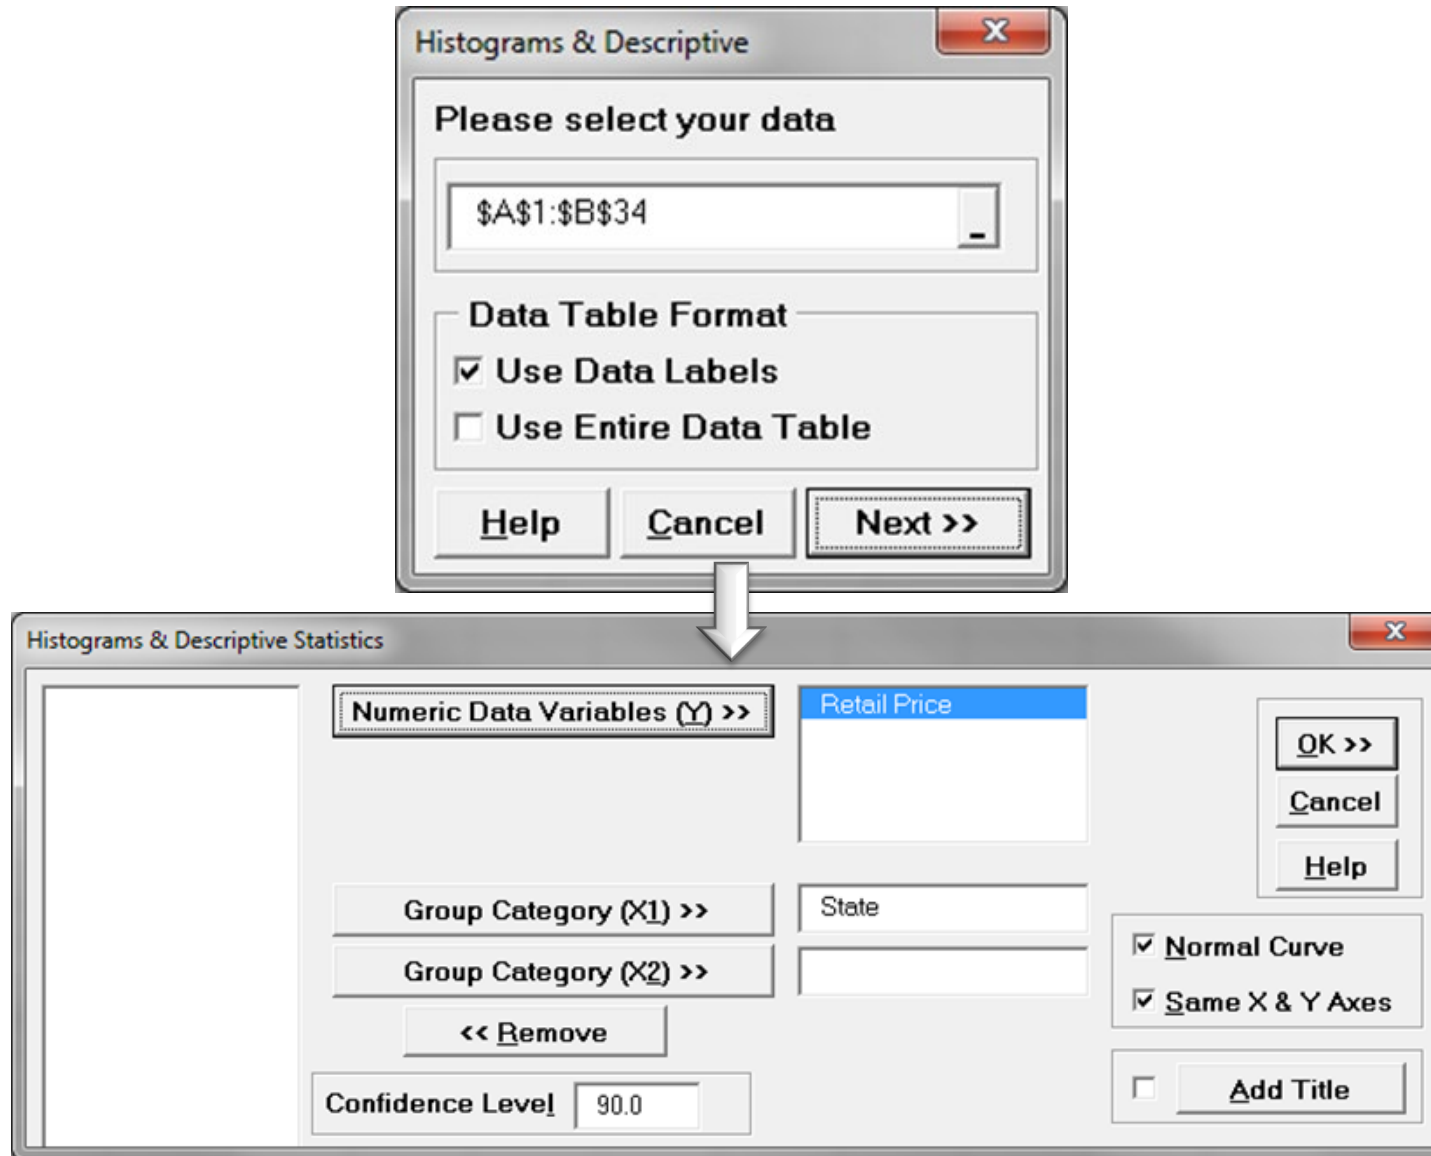 Histograms & Descriptive
Please select your data
$A$1:$B$34
Data Table Format
Use Data Labels
Use Entire Data Table
Help
Cancel
Next >>
Histograms & Descriptive Statistics
Numeric Data Variables (Y) >>
Retail Price
OK >>
Cancel
Help
Group Category (X1) >>
State
Group Category (X2) >>
<< Remove
Normal Curve
Same X & Y Axes
Confidence Level
90.0
Add Title